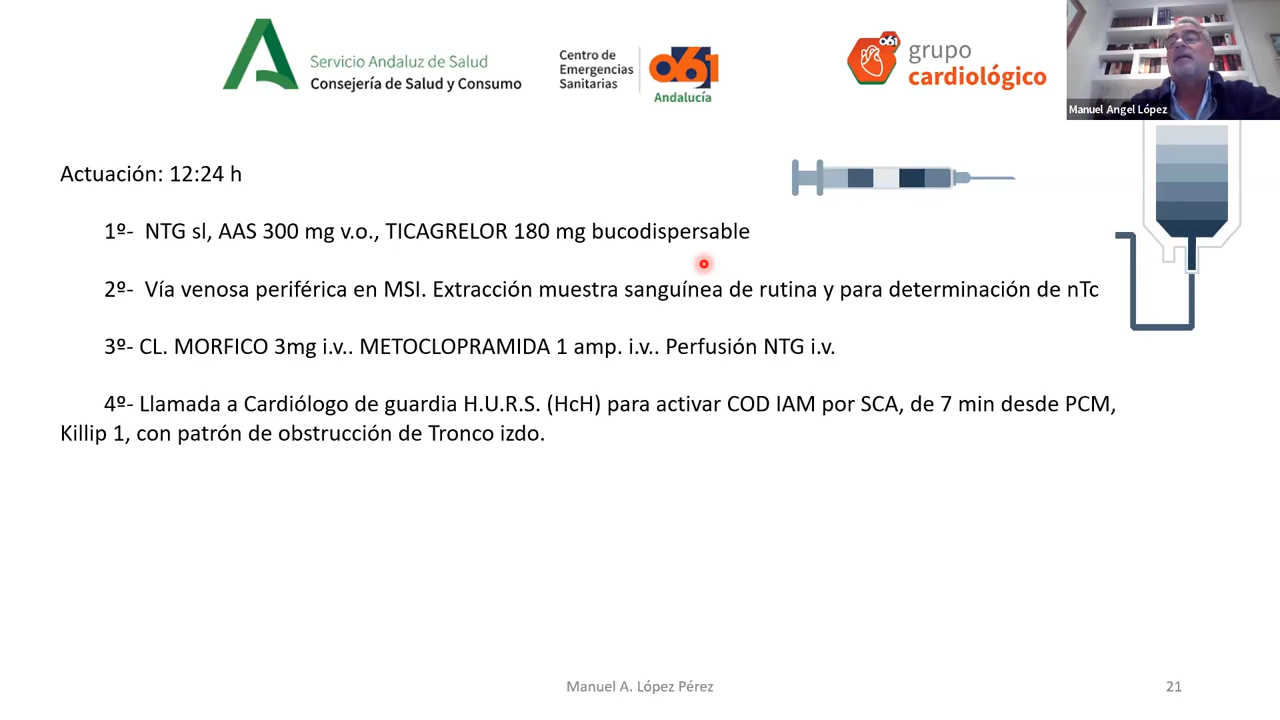 Servicio Andaluz de Salud
Consejería de Salud y Consumo
Centro de
Emergencias
Sanitarias
061
Andalucía
061
grupo
cardiológico
Manuel Angel López
Actuación: 12:24 h
1º- NTG sl, AAS 300 mg v.o., TICAGRELOR 180 mg bucodispersable
2º- Vía venosa periférica en MSI. Extracción muestra sanguínea de rutina y para determinación de nTc
3º- CL. MORFICO 3mg i.v.. METOCLOPRAMIDA 1 amp. i.v.. Perfusión NTG i.v.
4º- Llamada a Cardiólogo de guardia H.U.R.S. (HcH) para activar COD IAM por SCA, de 7 min desde PCM,
Killip 1, con patrón de obstrucción de Tronco izdo.
Manuel A. López Pérez
21